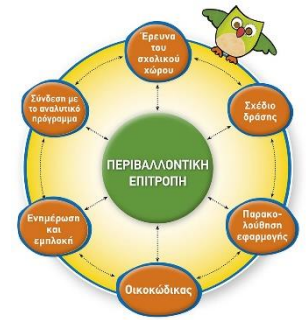 Έρευνα
του
σχολικού
χώρου
Σχέδιο
δράσης
Παρακο-
λούθηση
εφαρμογής
Οικοκώδικας
Ενημέρωση
και
εμπλοκή
Σύνδεση με
το αναλυτικό
πρόγραμμα
ΠΕΡΙΒΑΛΛΟΝΤΙΚΗ
ΕΠΙΤΡΟΠΗ